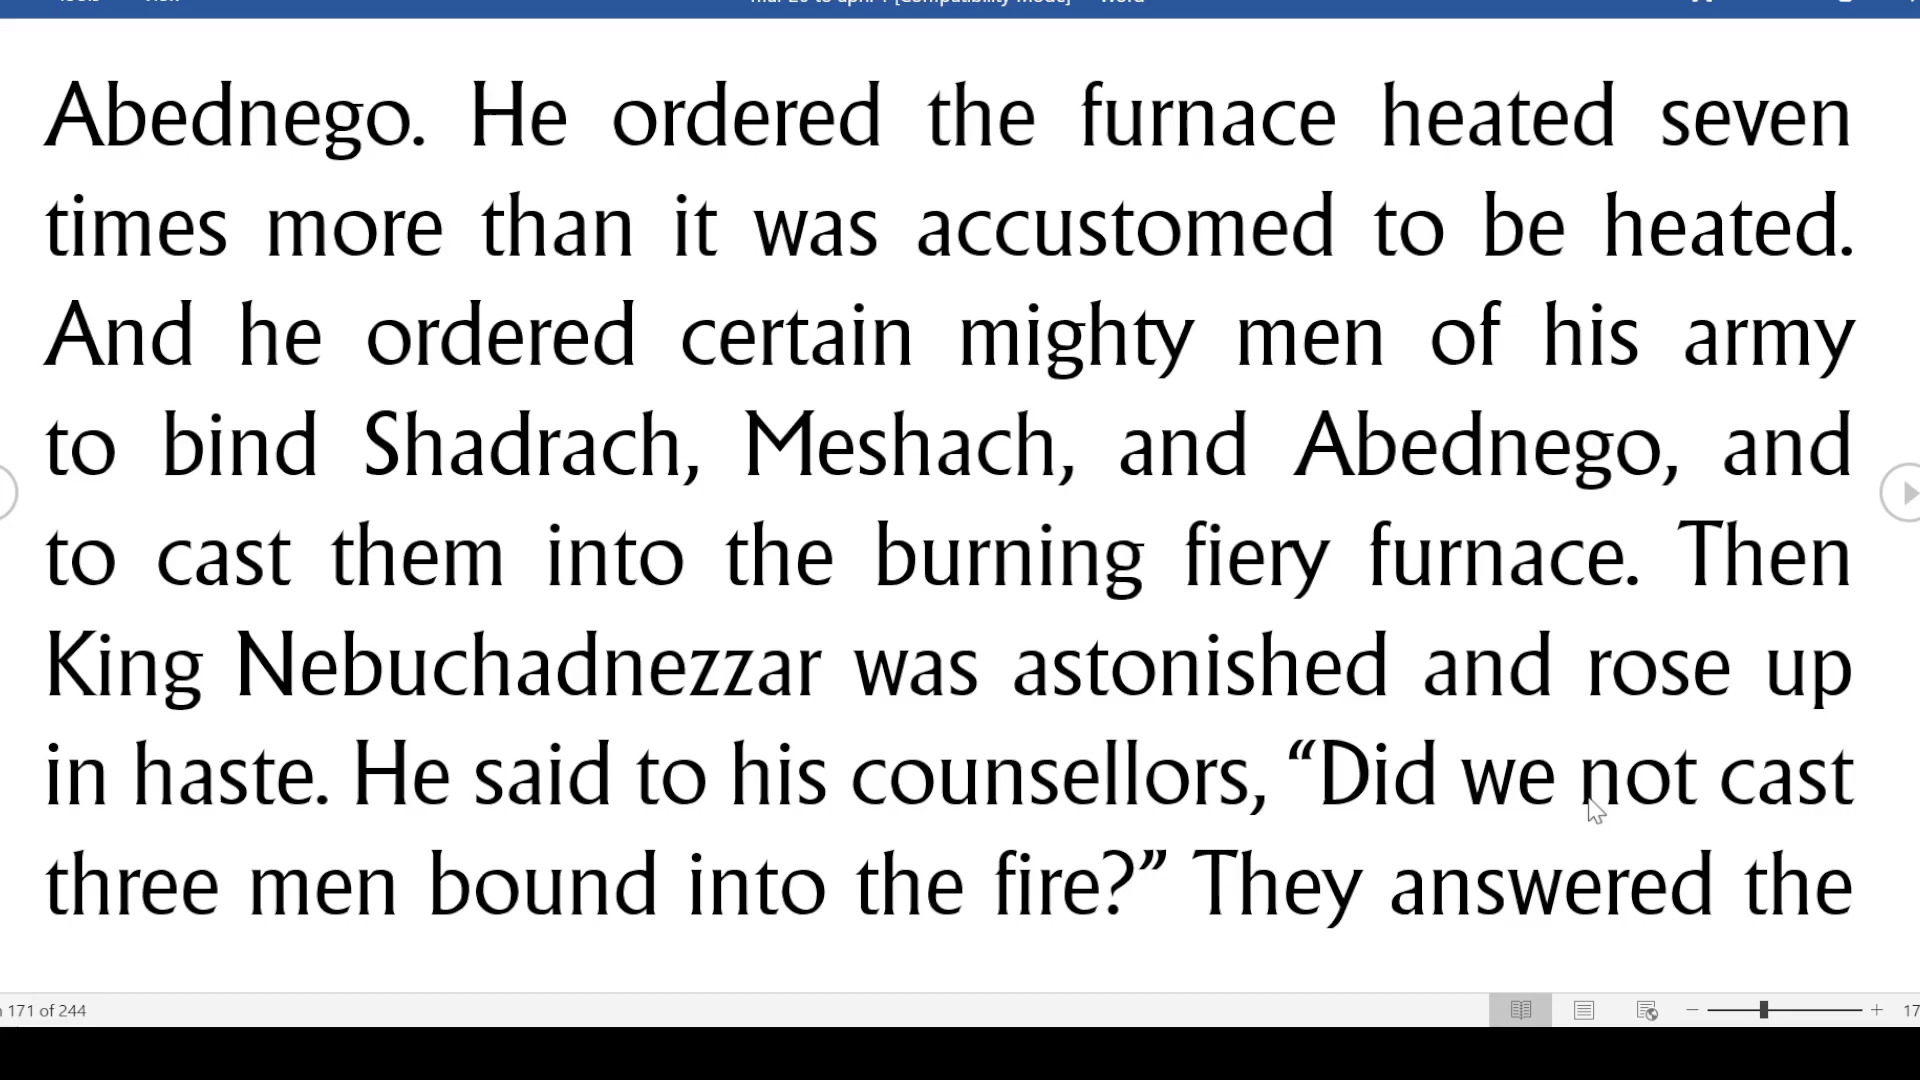 Abednego. He ordered the furnace heated seven
times more than it was accustomed to be heated.
And he ordered certain mighty men of his army
to bind Shadrach, Meshach, and Abednego, and
to cast them into the burning fiery furnace. Then
King Nebuchadnezzar was astonished and rose up
in haste. He said to his counsellors, “Did we not cast
three men bound into the fire?” They answered the
171 of 244
17